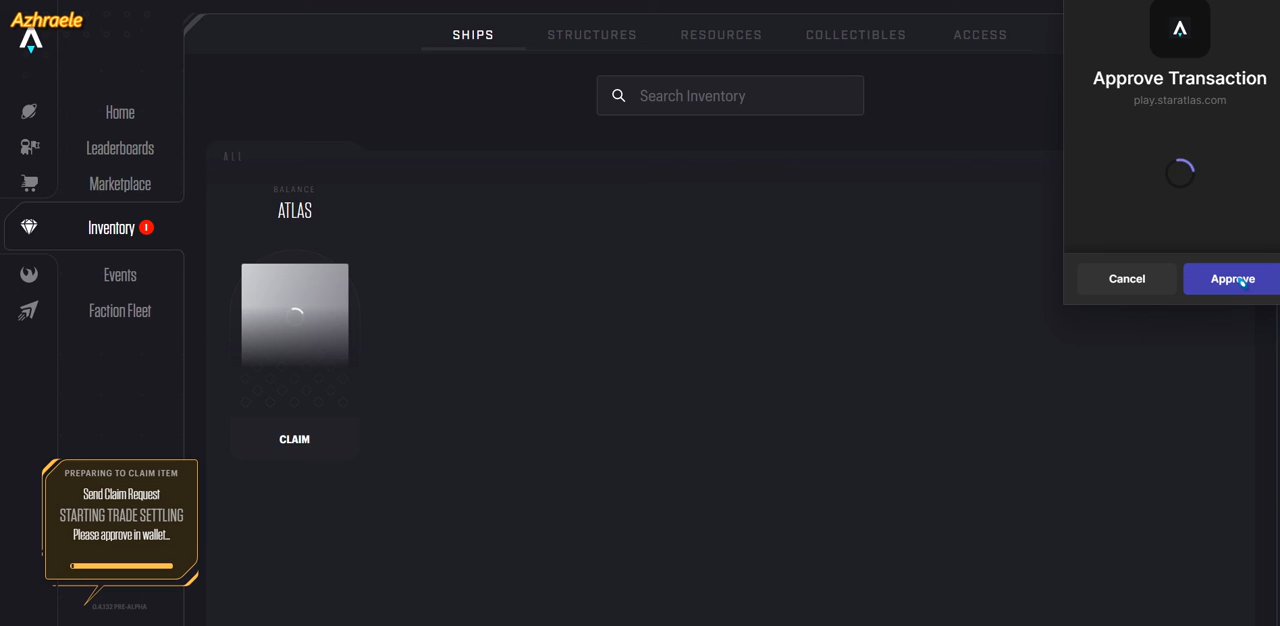 Azhraele
SHIPS
STRUCTURES
RESOURCES
COLLECTIBLES
ACCESS
Approve Transaction
play.staratlas.com
Search Inventory
Home
Leaderboards
Marketplace
Inventory
Events
Faction Fleet
ALL
BALANCE
ATLAS
CLAIM
Cancel
Approve
PREPARING TO CLAIM ITEM
Send Claim Request
STARTING TRADE SETTLING
Please approve in wallet...